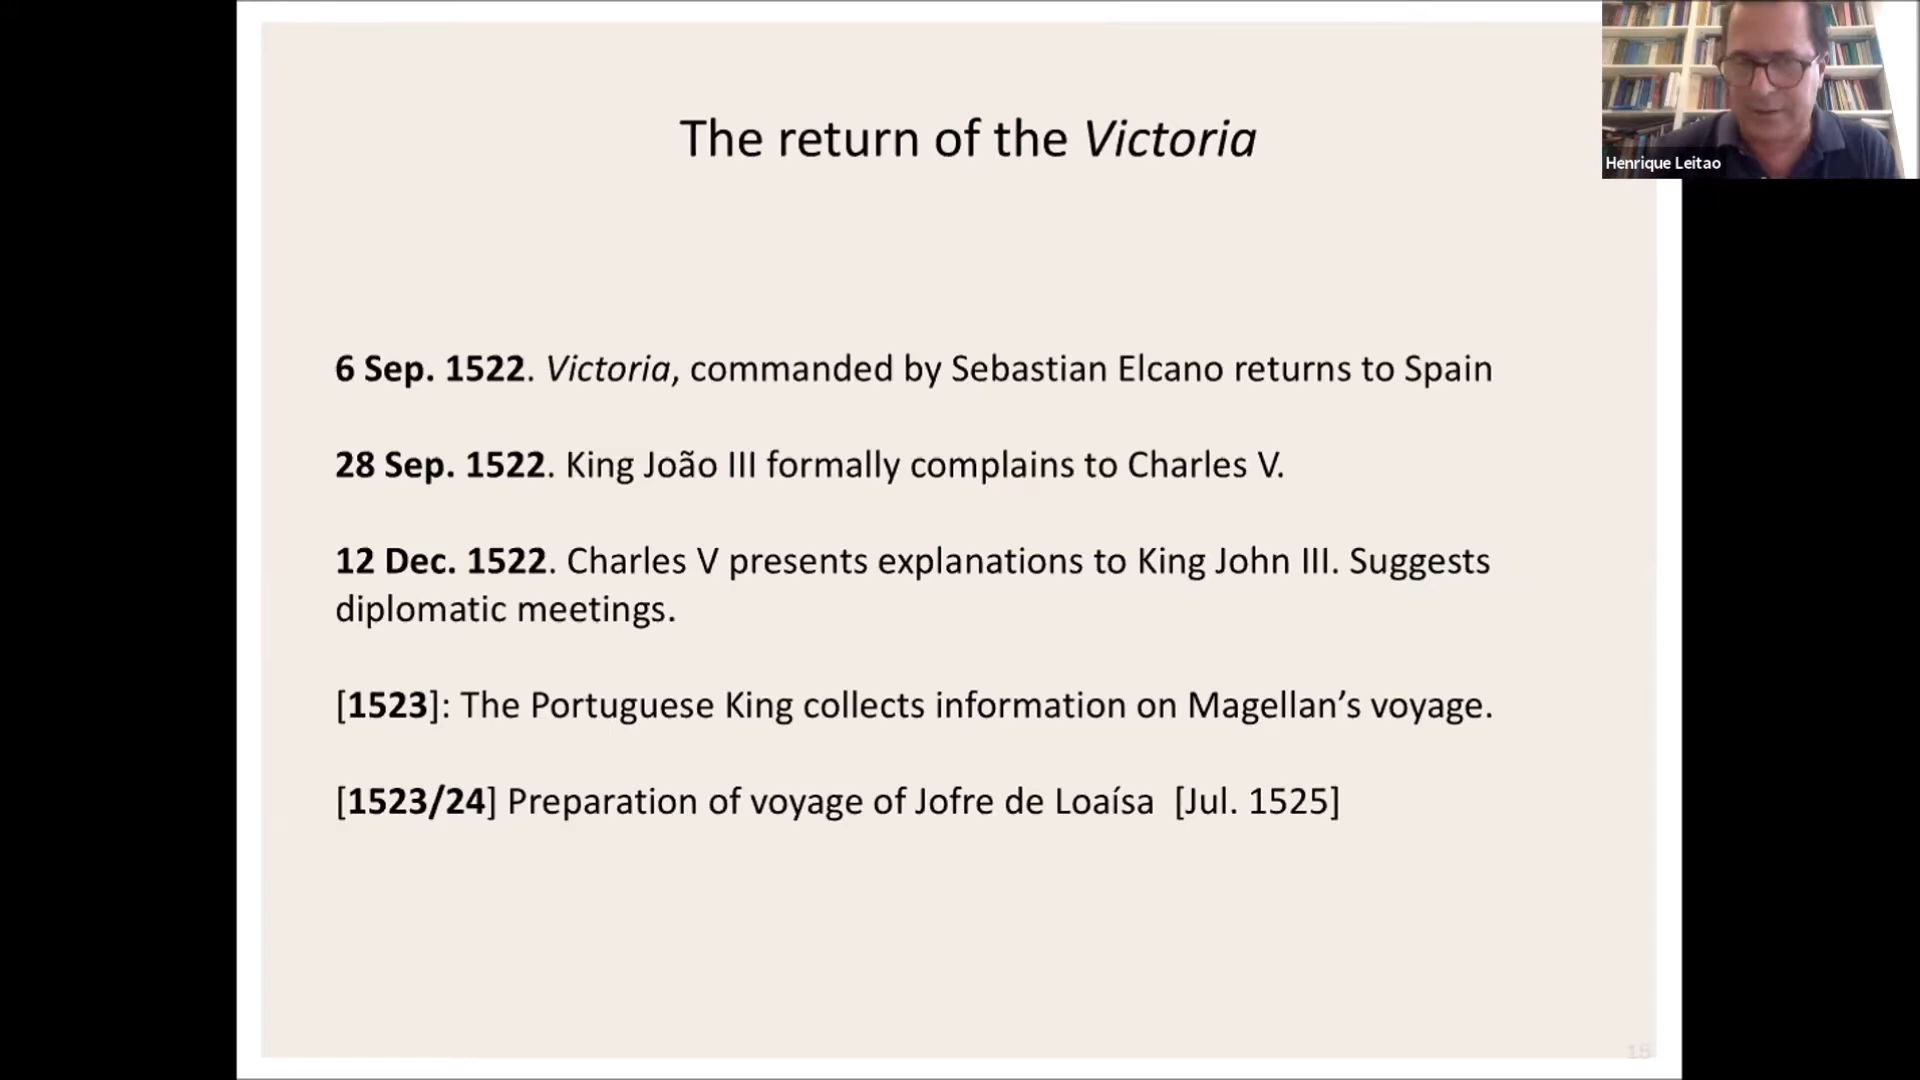 The return of the Victoria
Henrique Leitao
6 Sep. 1522. Victoria, commanded by Sebastian Elcano returns to Spain
28 Sep. 1522. King João III formally complains to Charles V.
12 Dec. 1522. Charles V presents explanations to King John III. Suggests
diplomatic meetings.
[1523]: The Portuguese King collects information on Magellan’s voyage.
[1523/24] Preparation of voyage of Jofre de Loaísa [Jul. 1525]
15